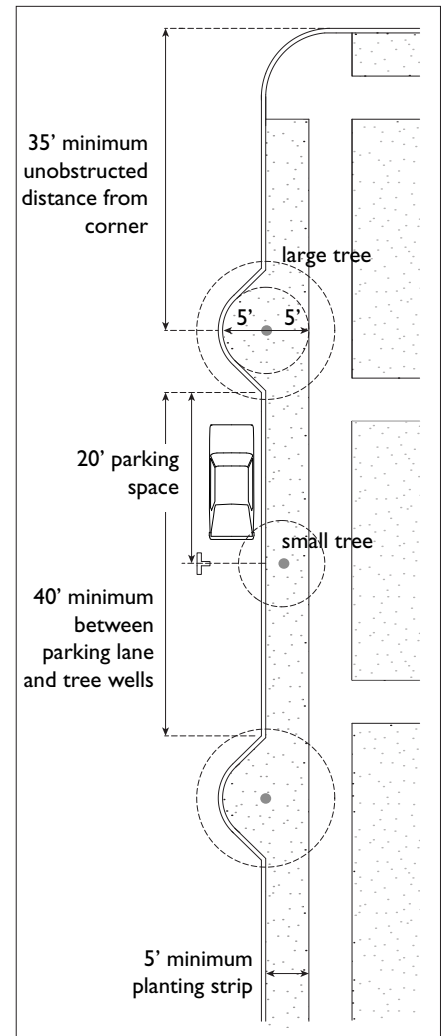 35' minimum
unobstructed
distance from
corner
large tree
5' 5'
20' parking
space
small tree
40' minimum
between
parking lane
and tree wells
5' minimum
planting strip